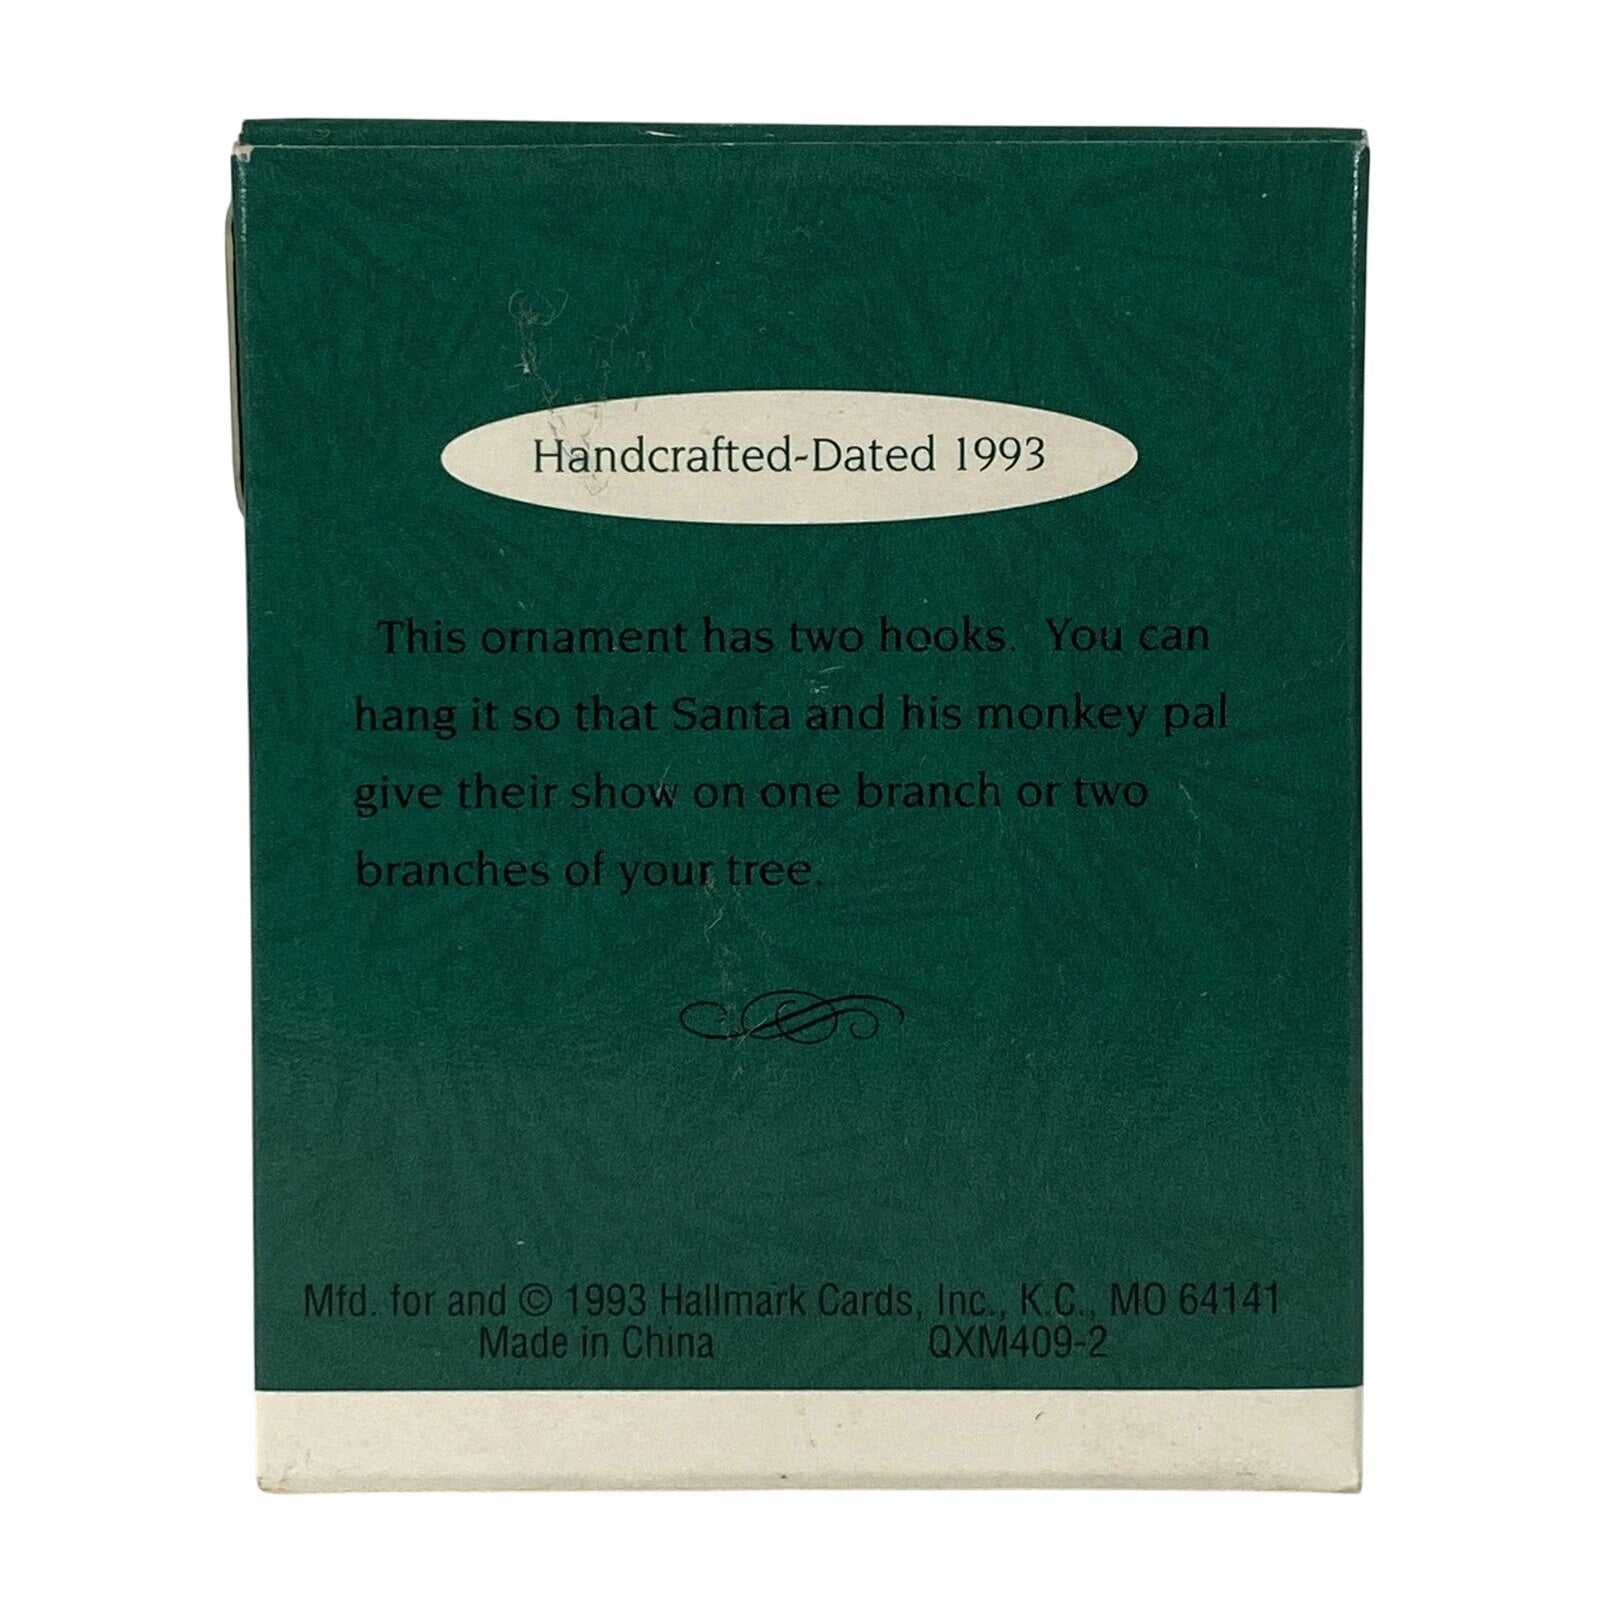 Handcrafted-Dated 1993
This ornament has two hooks. You can
hang it so that Santa and his monkey pal
give their show on one branch or two
branches of your tree.
Mfd. for and © 1993 Hallmark Cards, Inc., K.C., MO 64141
Made in China QXM409-2